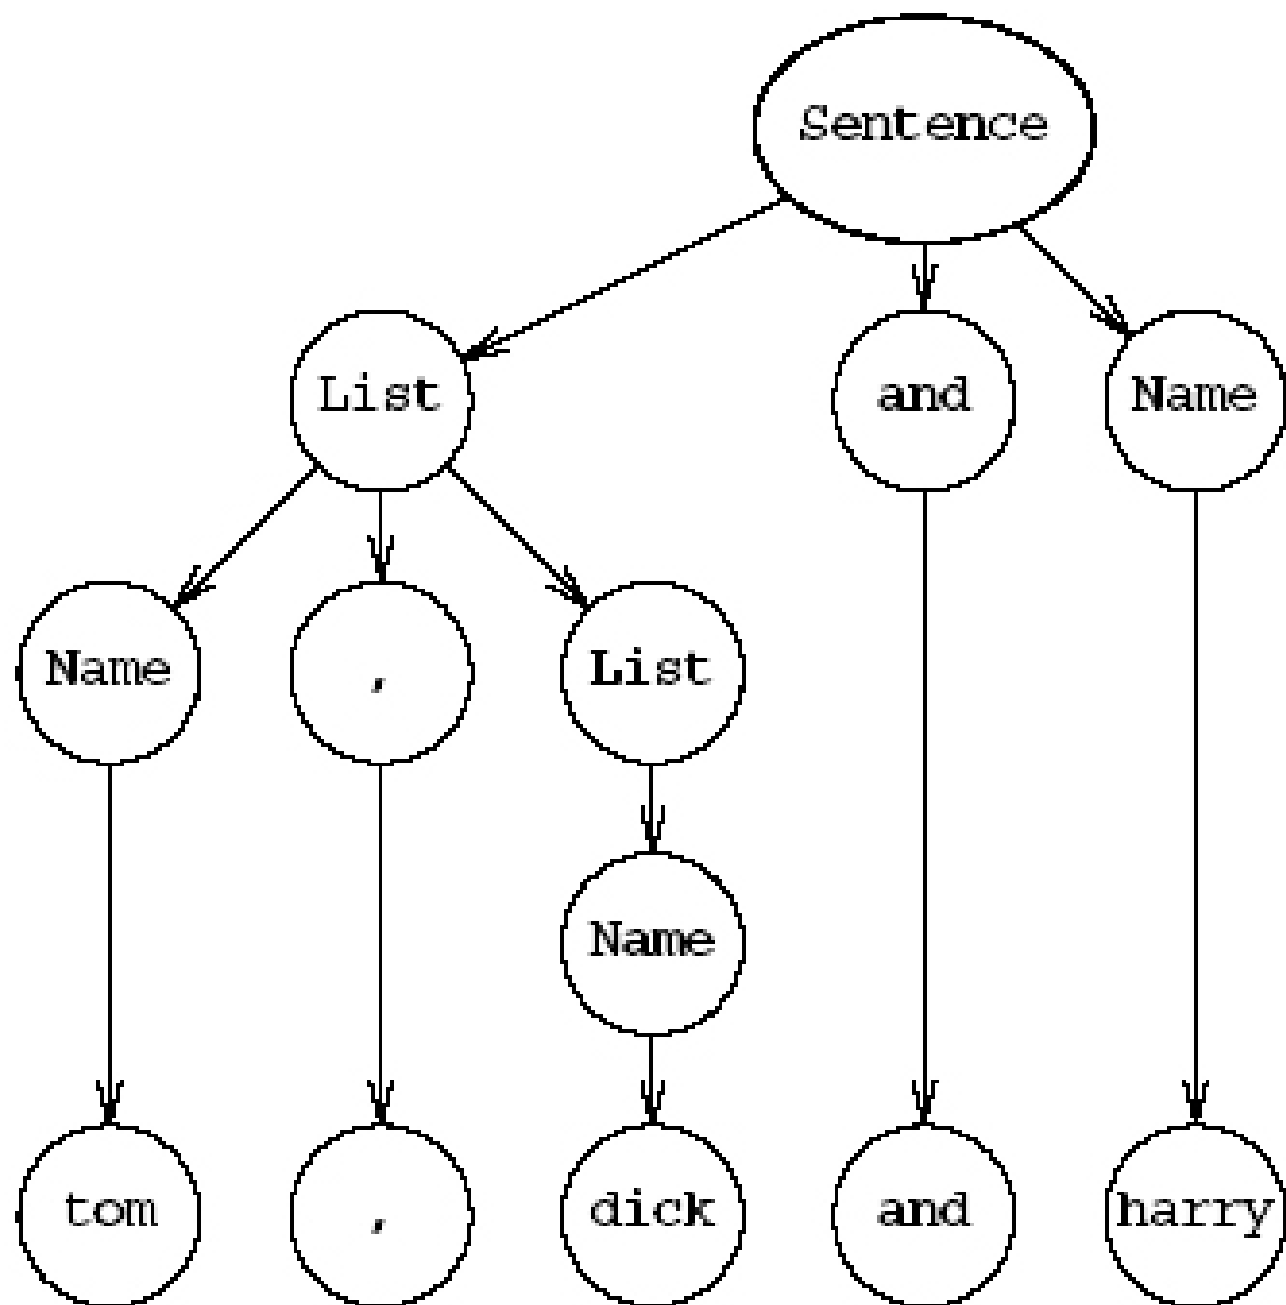 Sentence
List and Name
Name , List
Name
tom , dick and harry